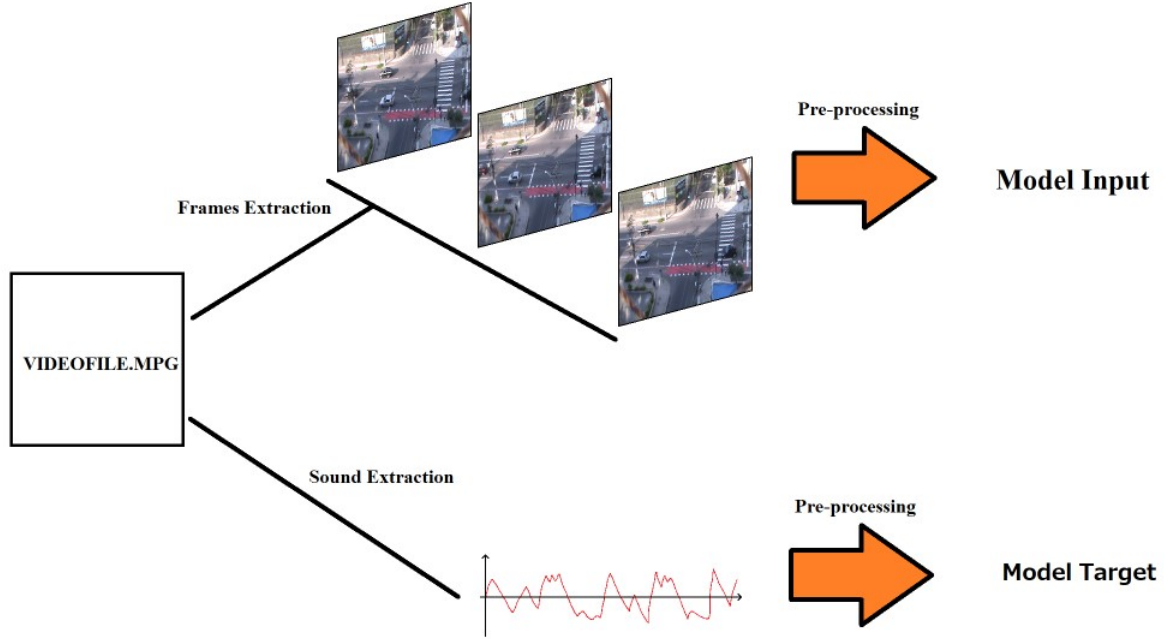 Pre-processing
Model Input
Frames Extraction
VIDEOFILE.MPG
Sound Extraction
Pre-processing
Model Target